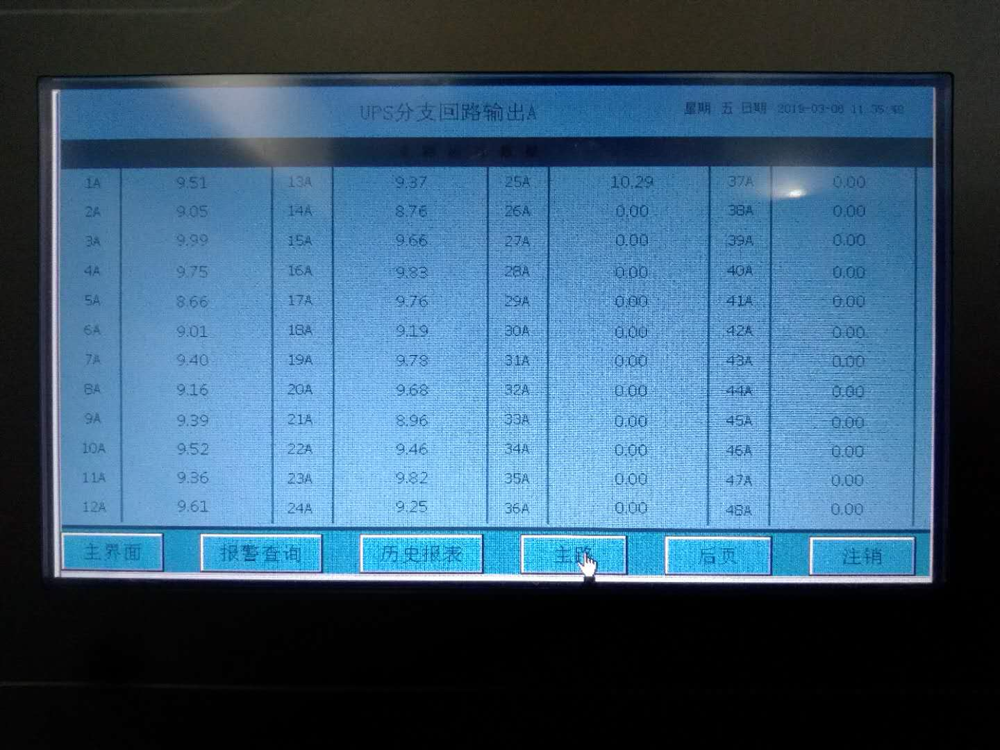 UPS分支回路输出A
星期 五 日期 2019-03-08 11:35:48
1A 9.51 13A 9.37 25A 10.29 37A 0.00
2A 9.05 14A 8.76 26A 0.00 38A 0.00
3A 9.99 15A 9.66 27A 0.00 39A 0.00
4A 9.75 16A 9.83 28A 0.00 40A 0.00
5A 8.66 17A 9.76 29A 0.00 41A 0.00
6A 9.01 18A 9.19 30A 0.00 42A 0.00
7A 9.40 19A 9.78 31A 0.00 43A 0.00
8A 9.16 20A 9.68 32A 0.00 44A 0.00
9A 9.39 21A 8.96 33A 0.00 45A 0.00
10A 9.52 22A 9.46 34A 0.00 46A 0.00
11A 9.36 23A 9.82 35A 0.00 47A 0.00
12A 9.61 24A 9.25 36A 0.00 48A 0.00
主界面 报警查询 历史报表 主路 后页 注销